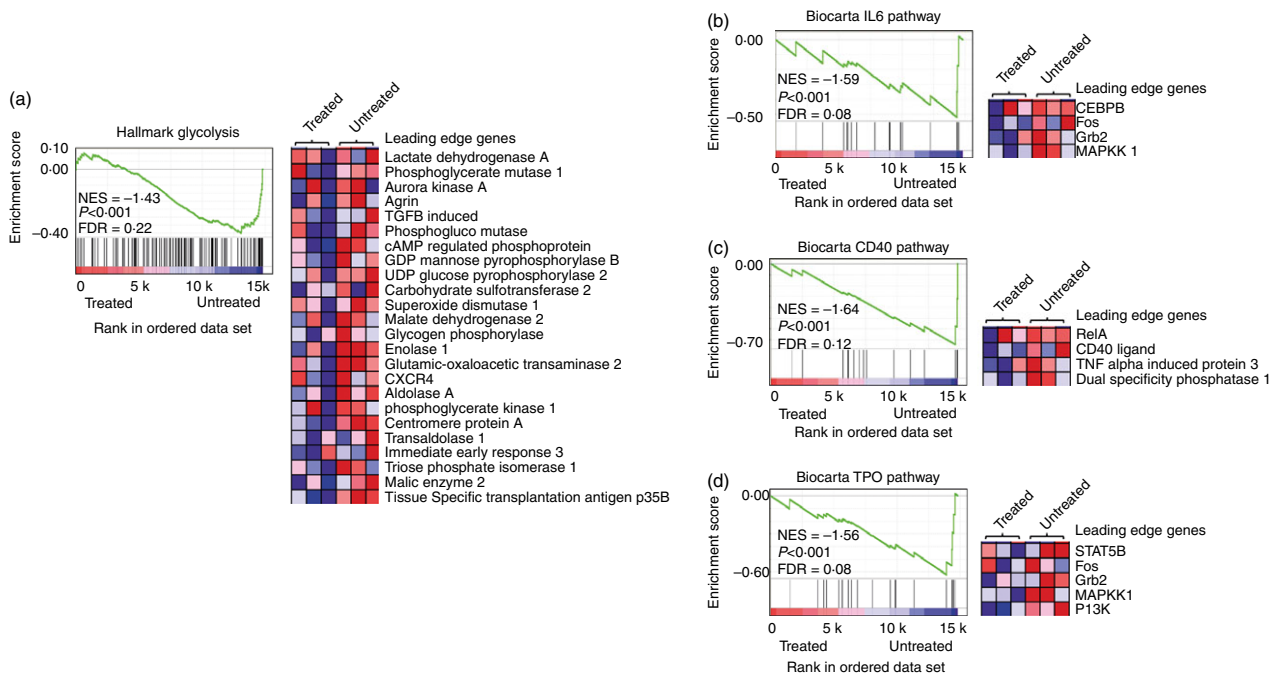 (a)
Hallmark glycolysis
Enrichment score
0·10
0·00
−0·40
NES = −1·43
P<0·001
FDR = 0·22
0 5 k 10 k 15 k
Treated Untreated
Rank in ordered data set
Treated
Untreated
Leading edge genes
Lactate dehydrogenase A
Phosphoglycerate mutase 1
Aurora kinase A
Agrin
TGFB induced
Phosphogluco mutase
cAMP regulated phosphoprotein
GDP mannose pyrophosphorylase B
UDP glucose pyrophosphorylase 2
Carbohydrate sulfotransferase 2
Superoxide dismutase 1
Malate dehydrogenase 2
Glycogen phosphorylase
Enolase 1
Glutamic-oxaloacetic transaminase 2
CXCR4
Aldolase A
phosphoglycerate kinase 1
Centromere protein A
Transaldolase 1
Immediate early response 3
Triose phosphate isomerase 1
Malic enzyme 2
Tissue Specific transplantation antigen p35B
(b)
Biocarta IL6 pathway
Enrichment score
0·00
−0·50
NES = −1·59
P<0·001
FDR = 0·08
0 5 k 10 k 15 k
Treated Untreated
Rank in ordered data set
Treated
Untreated
Leading edge genes
CEBPB
Fos
Grb2
MAPKK 1
(c)
Biocarta CD40 pathway
Enrichment score
0·00
−0·70
NES = −1·64
P<0·001
FDR = 0·12
0 5 k 10 k 15 k
Treated Untreated
Rank in ordered data set
Treated
Untreated
Leading edge genes
RelA
CD40 ligand
TNF alpha induced protein 3
Dual specificity phosphatase 1
(d)
Biocarta TPO pathway
Enrichment score
0·00
−0·60
NES = −1·56
P<0·001
FDR = 0·08
0 5 k 10 k 15 k
Treated Untreated
Rank in ordered data set
Treated
Untreated
Leading edge genes
STAT5B
Fos
Grb2
MAPKK1
P13K